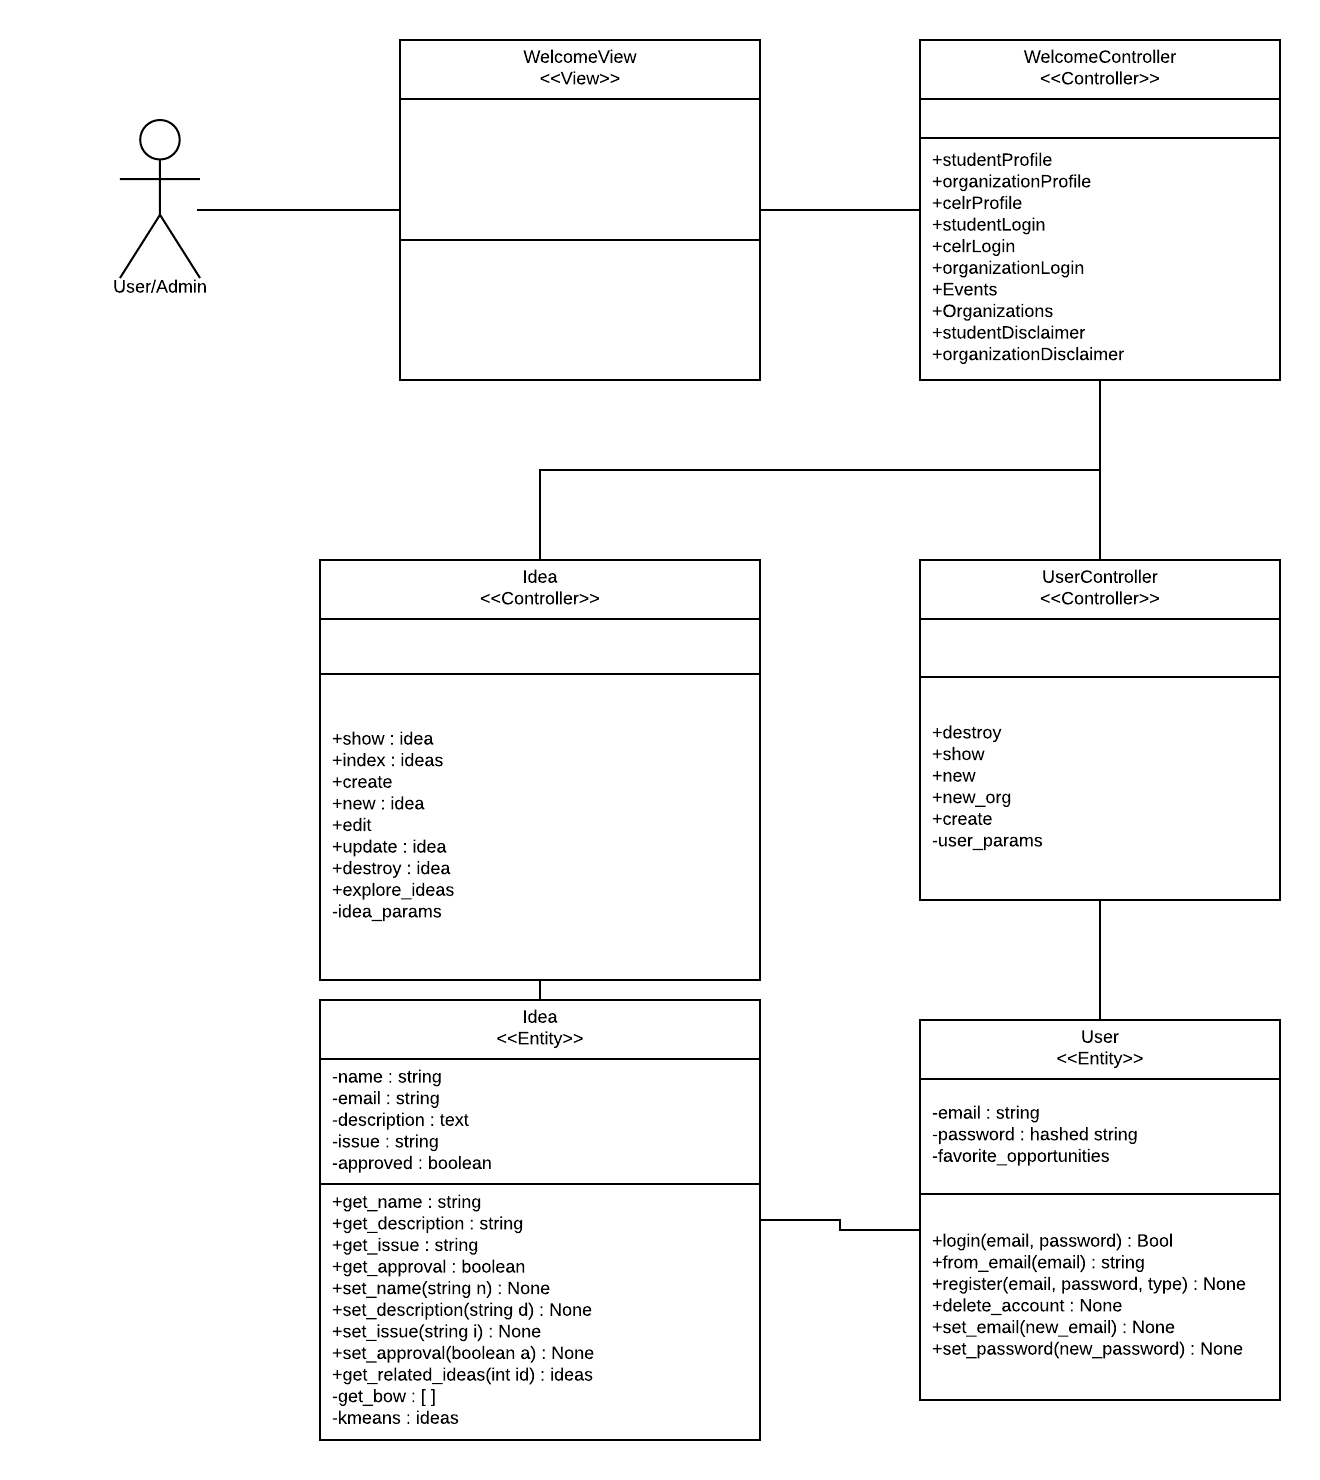 WelcomeView
<<View>>
WelcomeController
<<Controller>>
+studentProfile
+organizationProfile
+celrProfile
+studentLogin
+celrLogin
+organizationLogin
+Events
+Organizations
+studentDisclaimer
+organizationDisclaimer
User/Admin
Idea
<<Controller>>
+show : idea
+index : ideas
+create
+new : idea
+edit
+update : idea
+destroy : idea
+explore_ideas
-idea_params
UserController
<<Controller>>
+destroy
+show
+new
+new_org
+create
-user_params
Idea
<<Entity>>
-name : string
-email : string
-description : text
-issue : string
-approved : boolean
+get_name : string
+get_description : string
+get_issue : string
+get_approval : boolean
+set_name(string n) : None
+set_description(string d) : None
+set_issue(string i) : None
+set_approval(boolean a) : None
+get_related_ideas(int id) : ideas
-get_bow : [ ]
-kmeans : ideas
User
<<Entity>>
-email : string
-password : hashed string
-favorite_opportunities
+login(email, password) : Bool
+from_email(email) : string
+register(email, password, type) : None
+delete_account : None
+set_email(new_email) : None
+set_password(new_password) : None